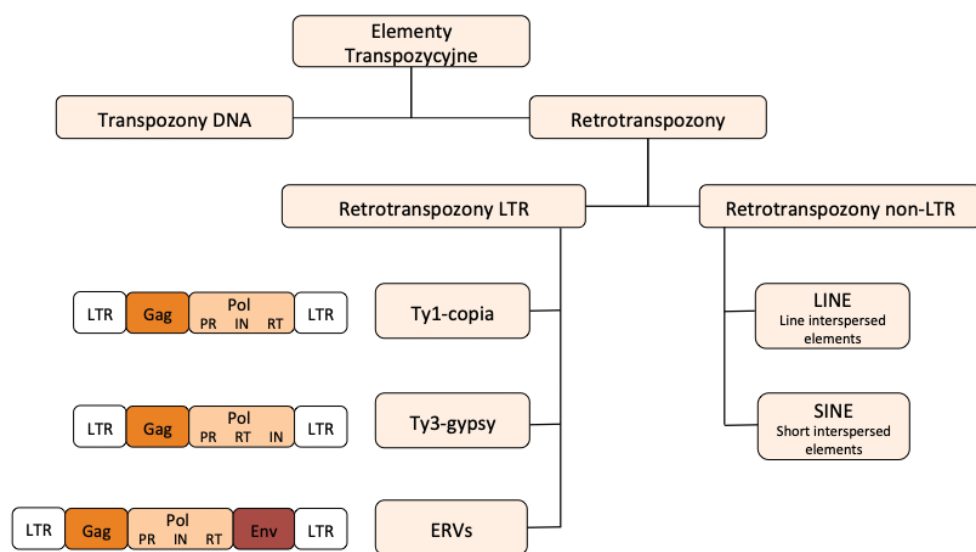 Elementy
Transpozycyjne
Transpozony DNA
Retrotranspozony
Retrotranspozony LTR
Retrotranspozony non-LTR
LTR Gag Pol LTR
PR IN RT
Ty1-copia
LINE
Line interspersed
elements
LTR Gag Pol LTR
PR RT IN
Ty3-gypsy
SINE
Short interspersed
elements
LTR Gag Pol Env LTR
PR IN RT
ERVs